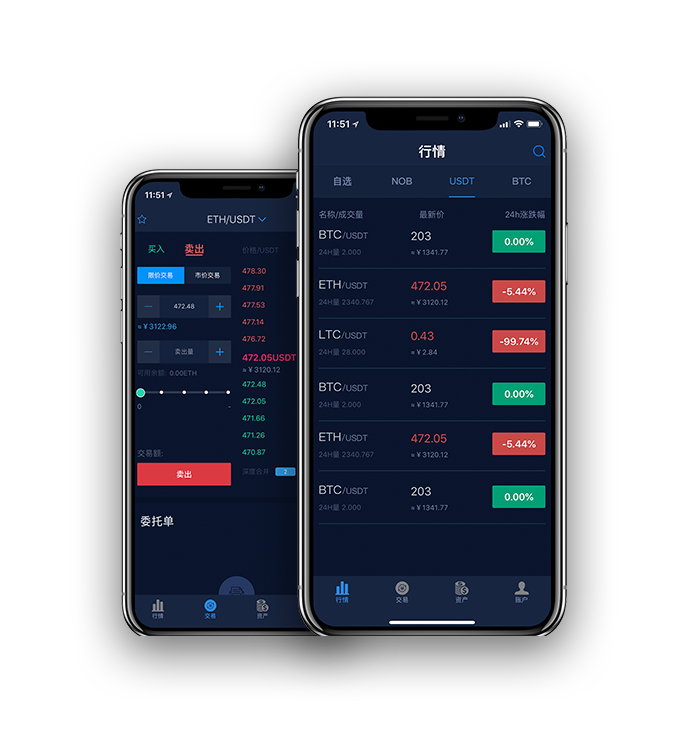 11:51
ETH/USDT
买入 卖出 价格/USDT
限价交易 市价交易
478.30
477.91
— 472.48 +
477.53
≈ ¥ 3122.96
477.14
476.72
— 卖出量 +
472.05USDT
可用余额: 0.00ETH
≈ ¥ 3120.12
472.48
472.05
0 -
471.66
471.26
交易额:
470.87
卖出
深度合并: 2
委托单
行情 交易 资产
11:51
行情
自选 NOB USDT BTC
名称/成交量 最新价 24h涨跌幅
BTC/USDT 203 0.00%
24H量 2.000 ≈ ¥ 1341.77
ETH/USDT 472.05 -5.44%
24H量 2340.767 ≈ ¥ 3120.12
LTC/USDT 0.43 -99.74%
24H量 28.000 ≈ ¥ 2.84
BTC/USDT 203 0.00%
24H量 2.000 ≈ ¥ 1341.77
ETH/USDT 472.05 -5.44%
24H量 2340.767 ≈ ¥ 3120.12
BTC/USDT 203 0.00%
24H量 2.000 ≈ ¥ 1341.77
行情 交易 资产 账户